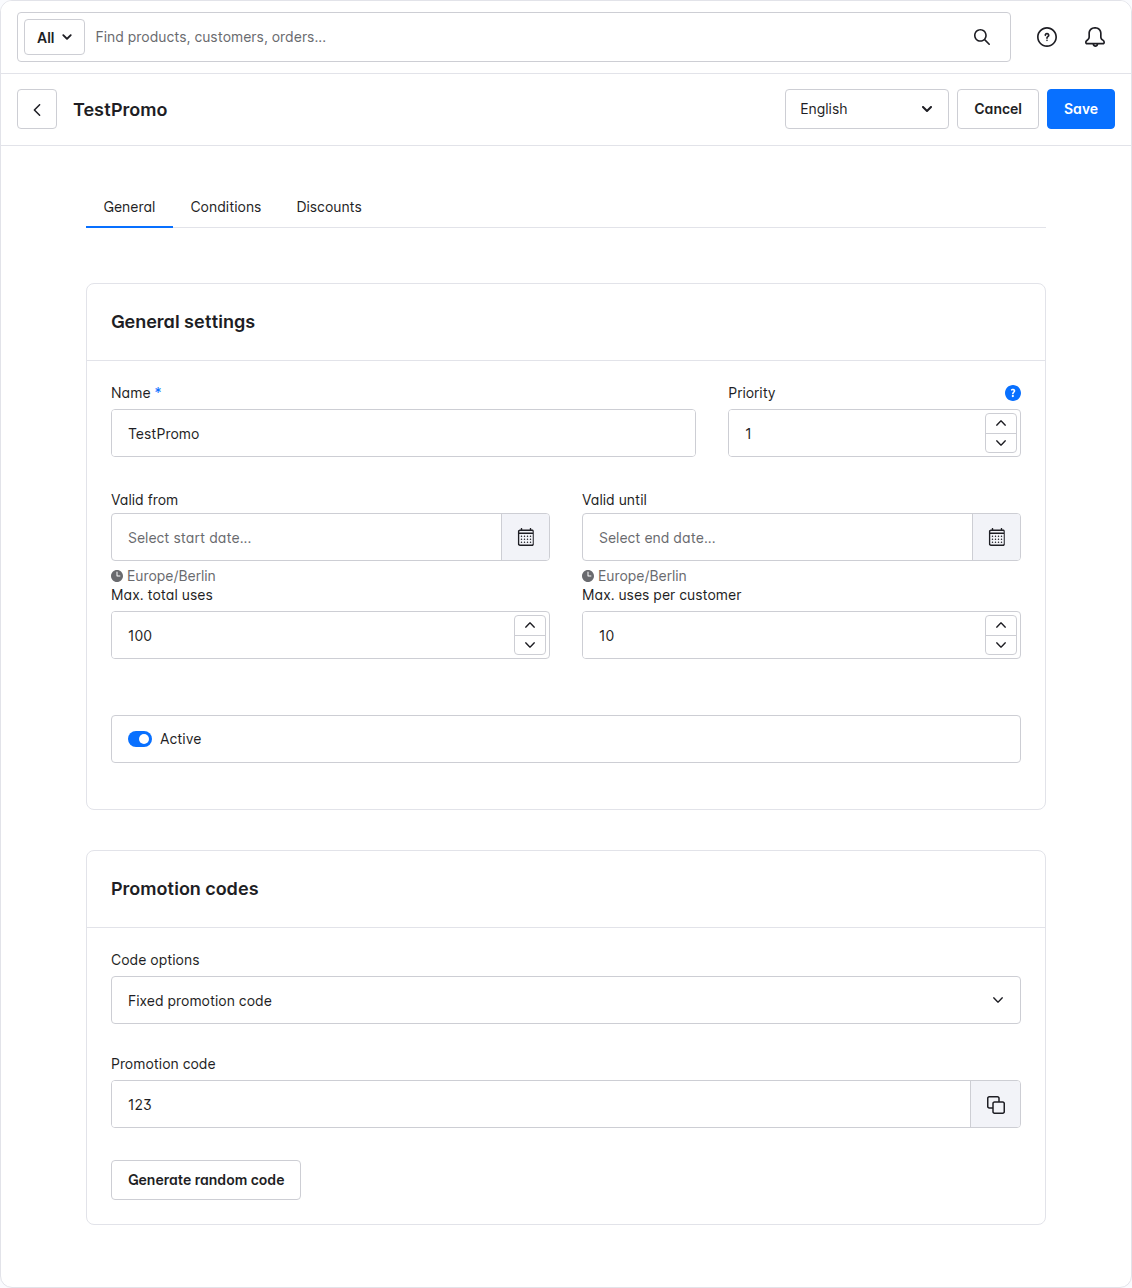 All
Find products, customers, orders...
TestPromo
English
Cancel
Save
General
Conditions
Discounts
General settings
Name *
Priority
?
TestPromo
1
Valid from
Valid until
Select start date...
Select end date...
Europe/Berlin
Europe/Berlin
Max. total uses
Max. uses per customer
100
10
Active
Promotion codes
Code options
Fixed promotion code
Promotion code
123
Generate random code